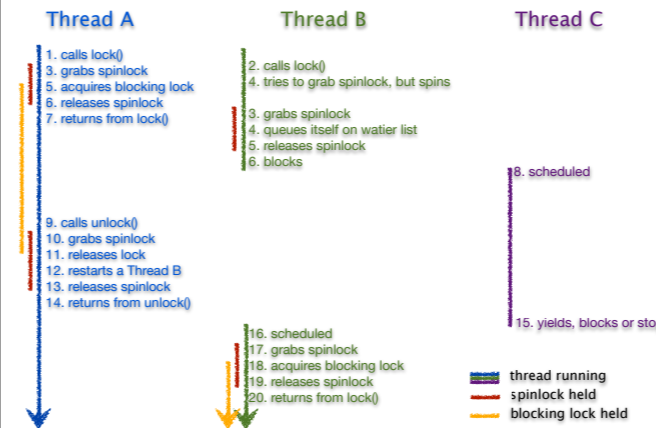 Thread A
1. calls lock()
3. grabs spinlock
5. acquires blocking lock
6. releases spinlock
7. returns from lock()
9. calls unlock()
10. grabs spinlock
11. releases lock
12. restarts a Thread B
13. releases spinlock
14. returns from unlock()
Thread B
2. calls lock()
4. tries to grab spinlock, but spins
3. grabs spinlock
4. queues itself on watier list
5. releases spinlock
6. blocks
16. scheduled
17. grabs spinlock
18. acquires blocking lock
19. releases spinlock
20. returns from lock()
Thread C
8. scheduled
15. yields, blocks or sto
thread running
spinlock held
blocking lock held